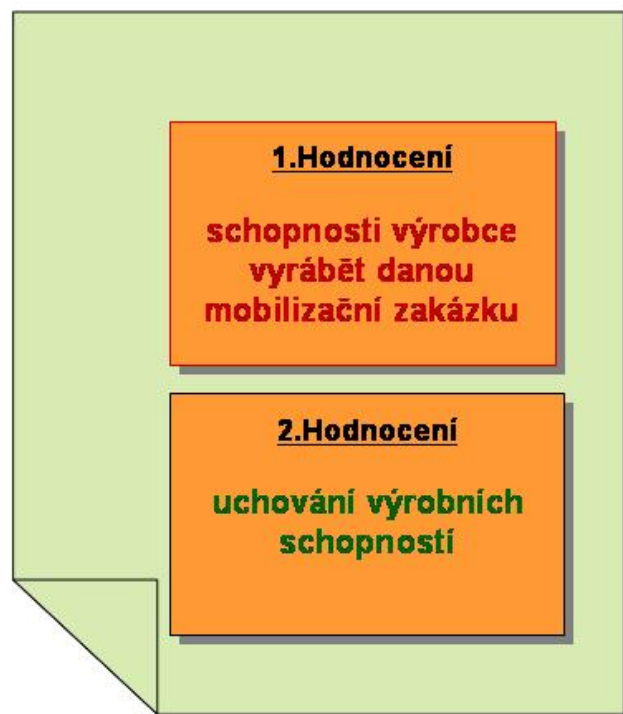 1.Hodnocení
schopnosti výrobce
vyrábět danou
mobilizační zakázku
2.Hodnocení
uchování výrobních
schopností